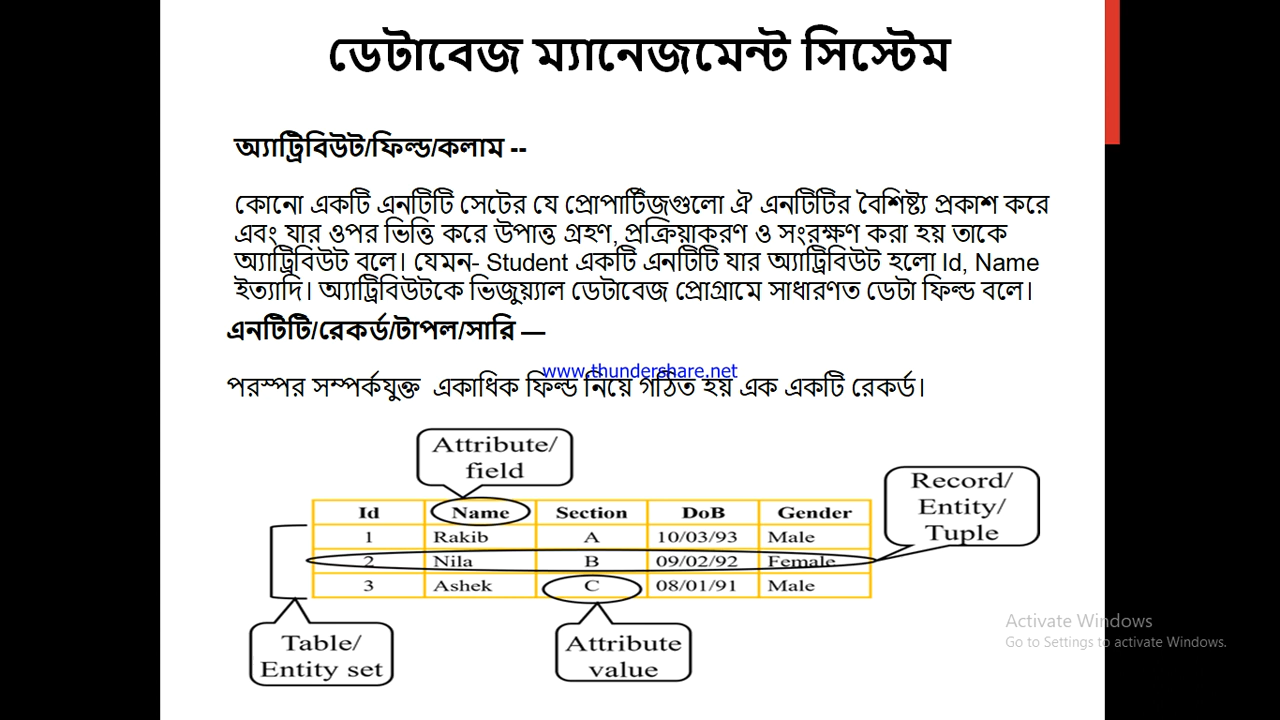 ডেটাবেজ ম্যানেজমেন্ট সিস্টেম
অ্যাট্রিবিউট/ফিল্ড/কলাম --
কোনো একটি এনটিটি সেটের যে প্রোপার্টিজগুলো ঐ এনটিটির বৈশিষ্ট্য প্রকাশ করে
এবং যার ওপর ভিত্তি করে উপাত্ত গ্রহণ, প্রক্রিয়াকরণ ও সংরক্ষণ করা হয় তাকে
অ্যাট্রিবিউট বলে। যেমন- Student একটি এনটিটি যার অ্যাট্রিবিউট হলো Id, Name
ইত্যাদি। অ্যাট্রিবিউটকে ভিজুয়্যাল ডেটাবেজ প্রোগ্রামে সাধারণত ডেটা ফিল্ড বলে।
এনটিটি/রেকর্ড/টাপল/সারি —
www.thundershare.net
পরস্পর সম্পর্কযুক্ত একাধিক ফিল্ড নিয়ে গঠিত হয় এক একটি রেকর্ড।
Attribute/
field
Record/
Entity/
Tuple
Id Name Section DoB Gender
1 Rakib A 10/03/93 Male
2 Nila B 09/02/92 Female
3 Ashek C 08/01/91 Male
Table/
Entity set
Attribute
value
Activate Windows
Go to Settings to activate Windows.